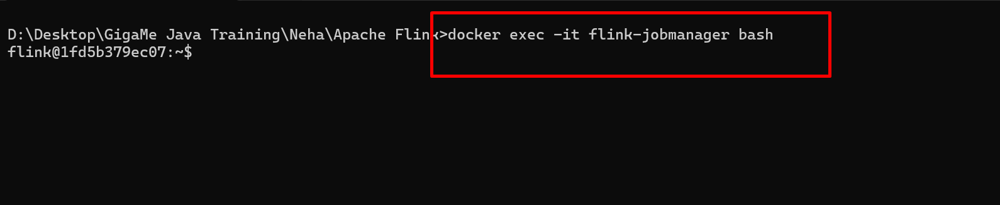 D:\Desktop\GigaMe Java Training\Neha\Apache Flink>docker exec -it flink-jobmanager bash
flink@1fd5b379ec07:~$